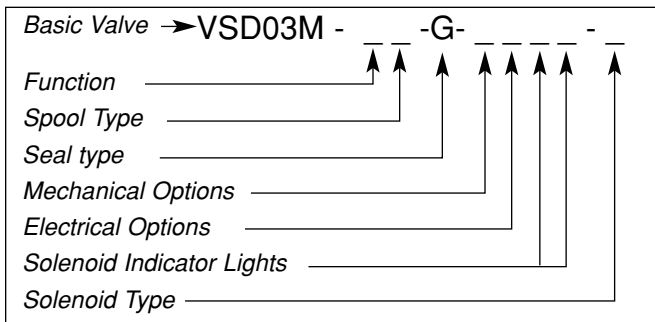 Basic Valve VSD03M - _ _ -G- _ _ _ _ - _
Function
Spool Type
Seal type
Mechanical Options
Electrical Options
Solenoid Indicator Lights
Solenoid Type